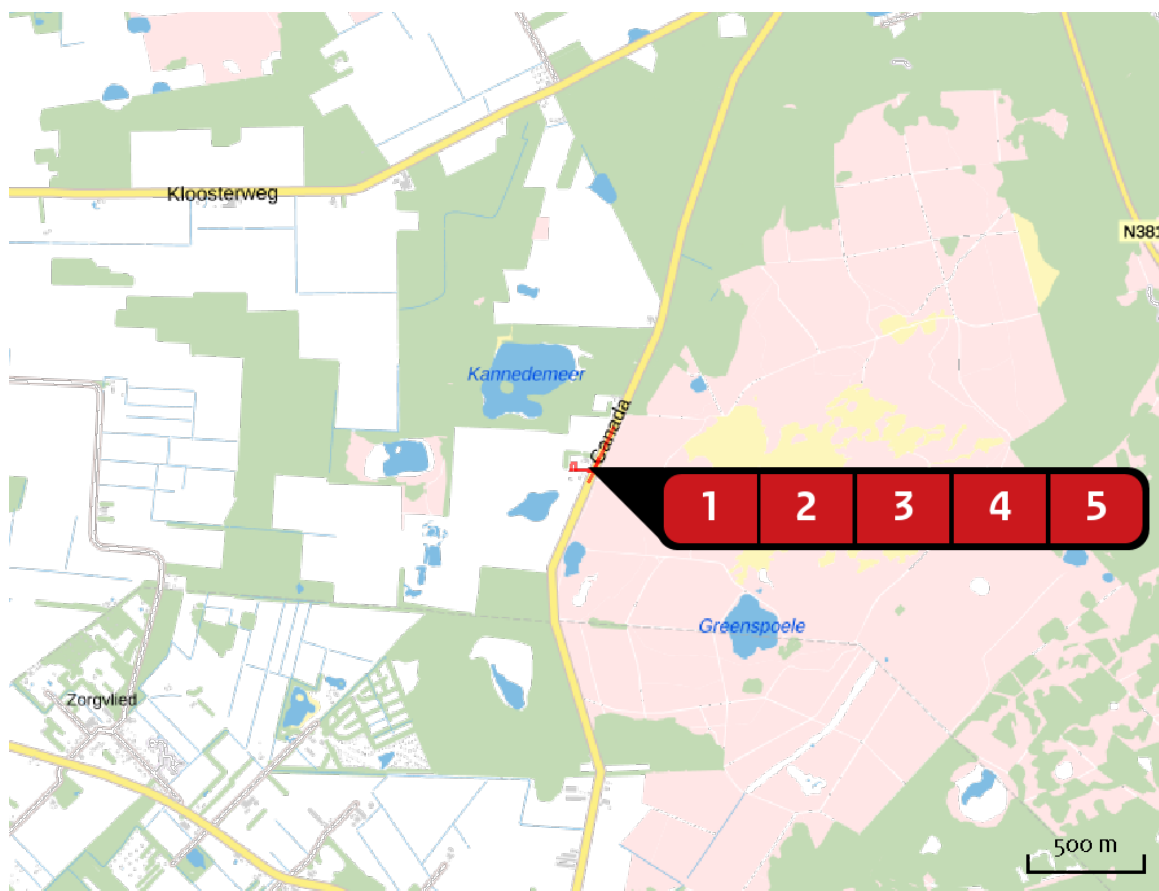 Kloosterweg
N381
Kannedemeer
Canada
1 2 3 4 5
Greenspoele
Zorgvlied
500 m